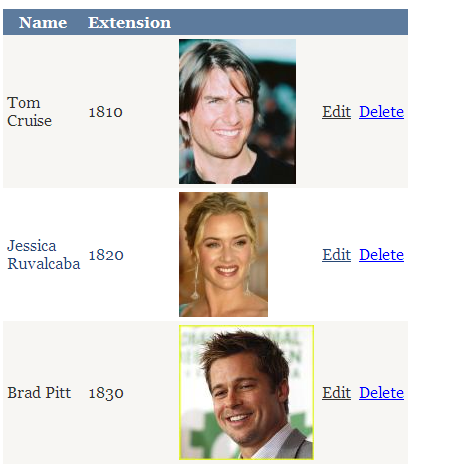 Name Extension
Tom
Cruise 1810 Edit Delete
Jessica
Ruvalcaba 1820 Edit Delete
Brad Pitt 1830 Edit Delete